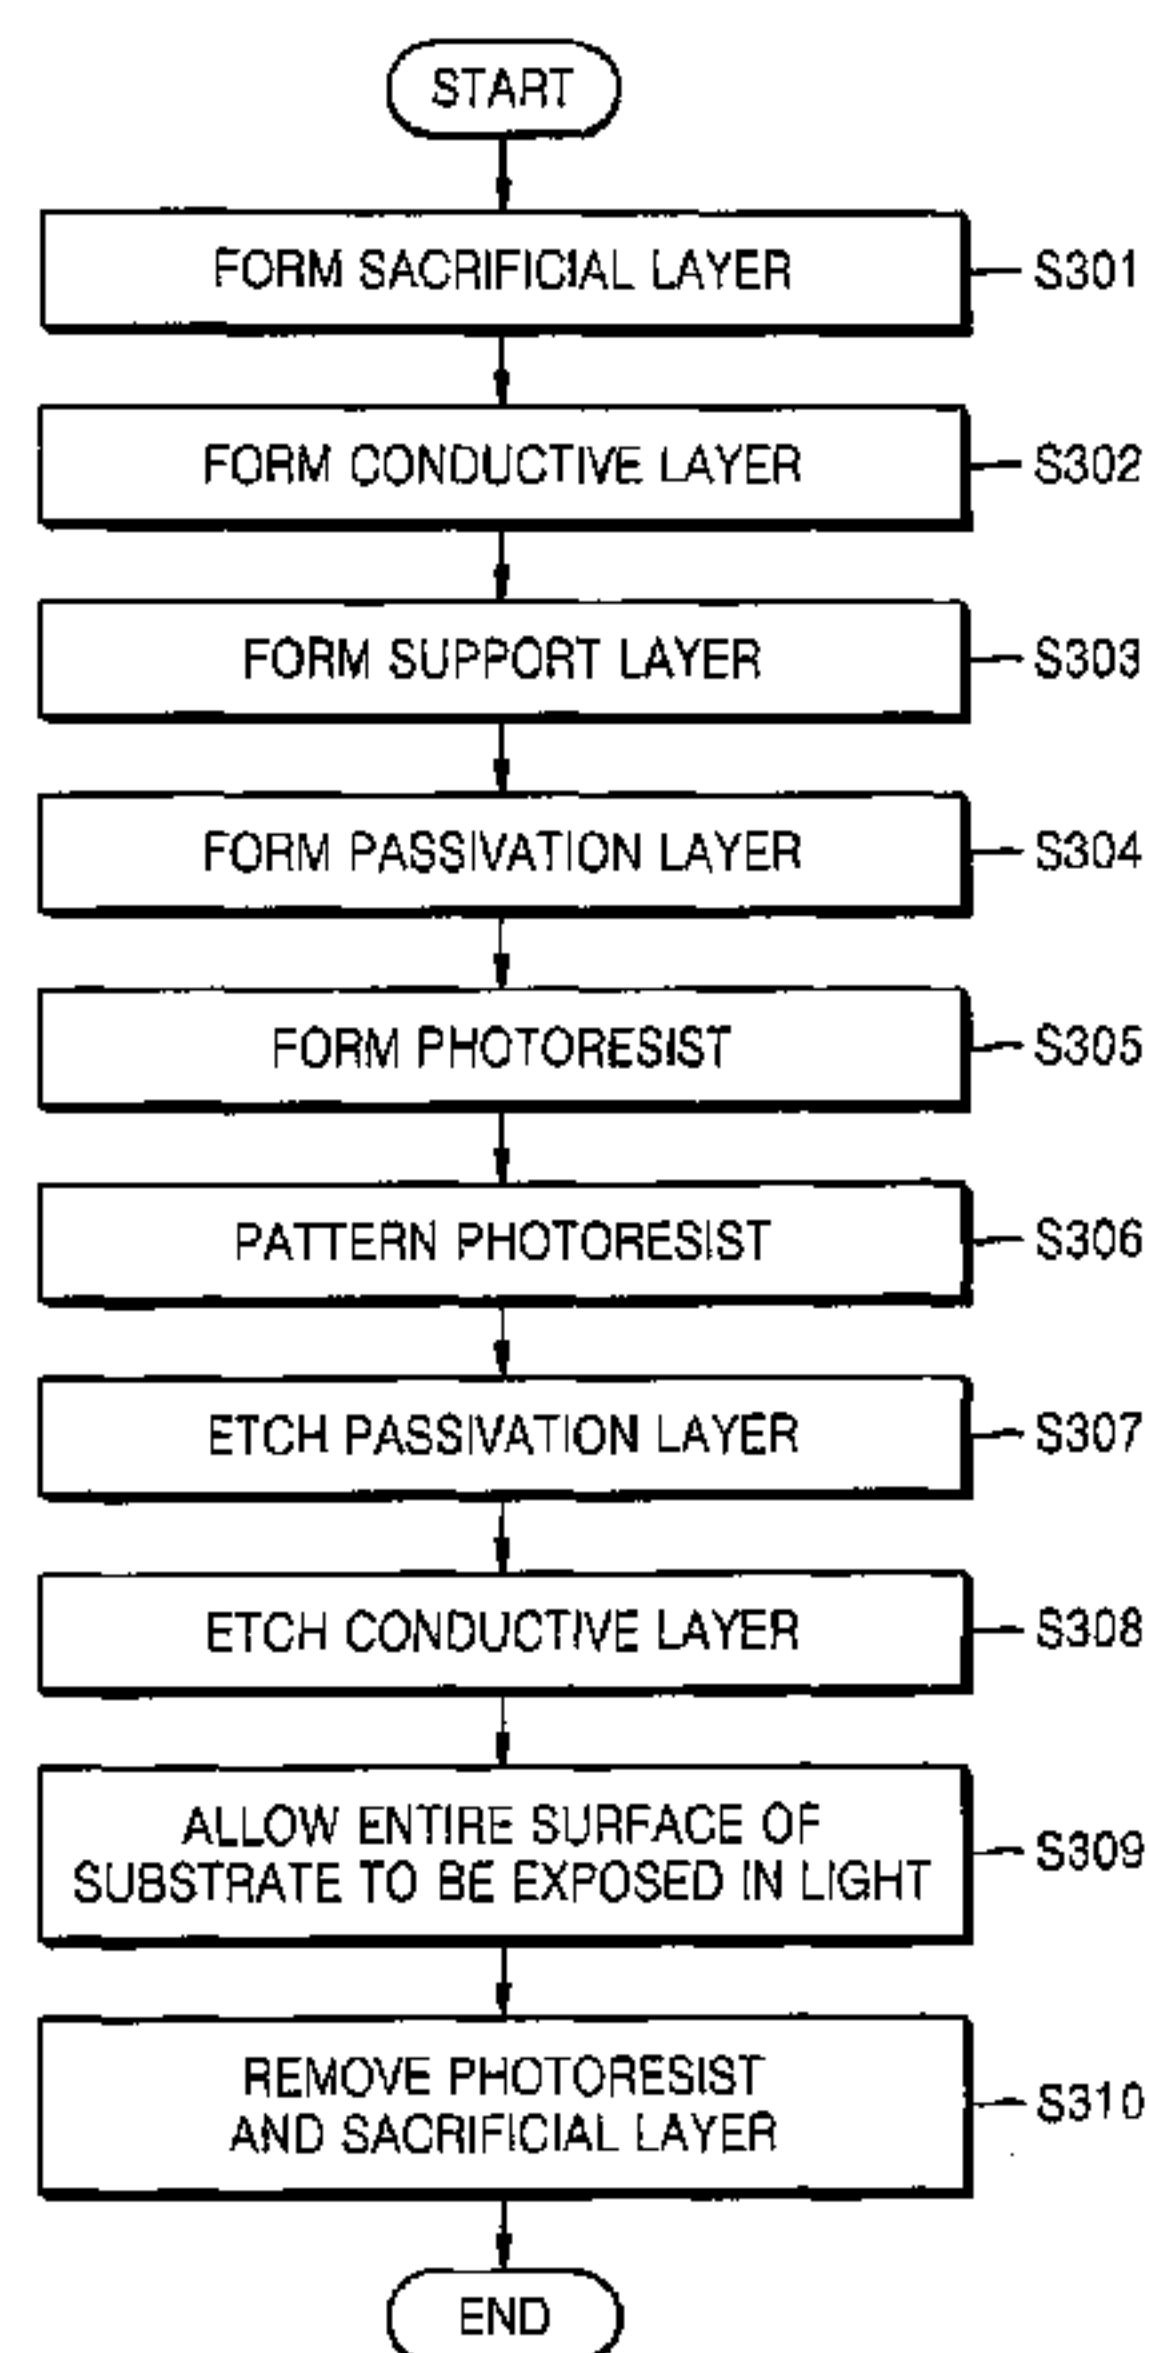 START
FORM SACRIFICIAL LAYER
S301
FORM CONDUCTIVE LAYER
S302
FORM SUPPORT LAYER
S303
FORM PASSIVATION LAYER
S304
FORM PHOTORESIST
S305
PATTERN PHOTORESIST
S306
ETCH PASSIVATION LAYER
S307
ETCH CONDUCTIVE LAYER
S308
ALLOW ENTIRE SURFACE OF
SUBSTRATE TO BE EXPOSED IN LIGHT
S309
REMOVE PHOTORESIST
AND SACRIFICIAL LAYER
S310
END